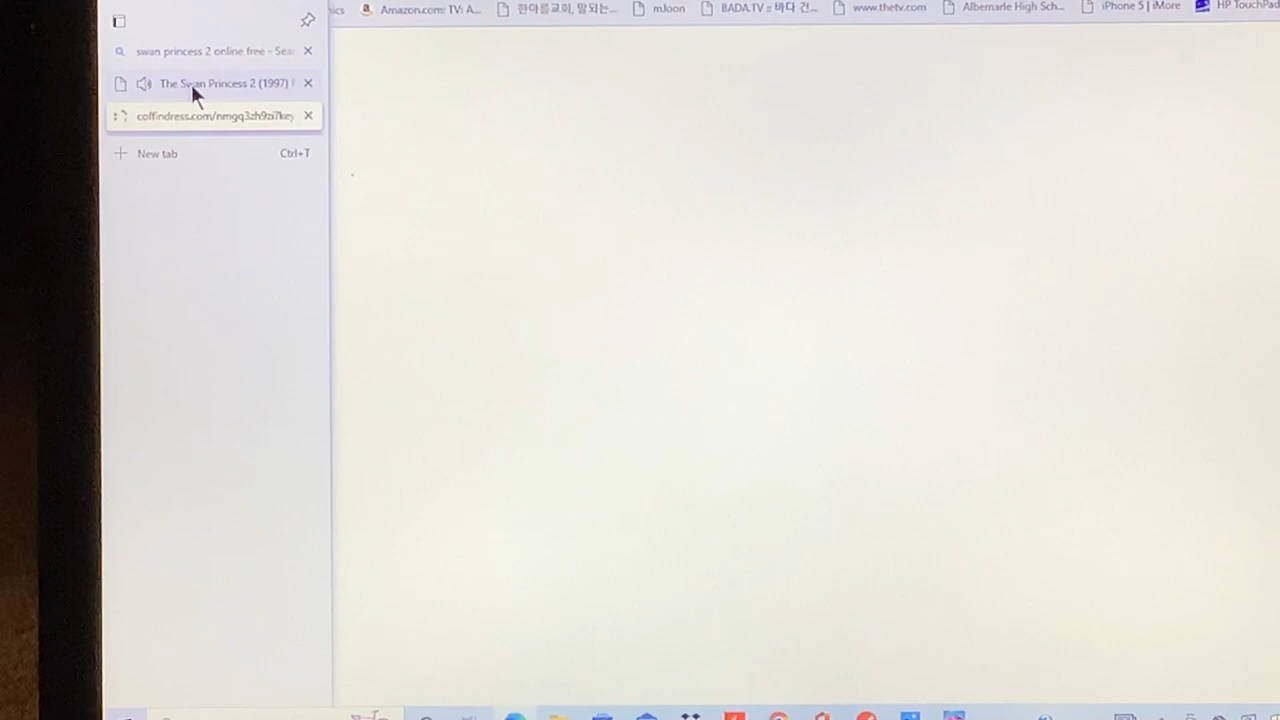 ics Amazon.com: TV: A... 한아름교회, 말되는... mJoon BADA.TV :: 바다 건... www.thetv.com Albemarle High Sch... iPhone 5 | iMore HP TouchPad
swan princess 2 online free - Sea
The Swan Princess 2 (1997)
coffindress.com/nmgq3zh9zi?key
New tab Ctrl+T